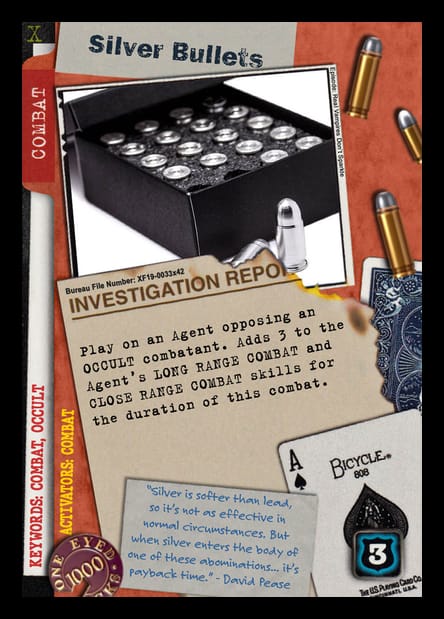 X
Silver Bullets
COMBAT
Episode: Real Vampires Don't Sparkle
Bureau File Number: XF19-0033x42
INVESTIGATION REPO
Play on an Agent opposing an
OCCULT combatant. Adds 3 to the
Agent's LONG RANGE COMBAT and
CLOSE RANGE COMBAT skills for
the duration of this combat.
KEYWORDS: COMBAT, OCCULT
ACTIVATORS: COMBAT
"Silver is softer than lead,
so it's not as effective in
normal circumstances. But
when silver enters the body of
one of these abominations... it's
payback time." - David Pease
ONE EYED
1000
A
BICYCLE®
808
3
THE U.S. PLAYING CARD CO.
CINCINNATI, U.S.A.